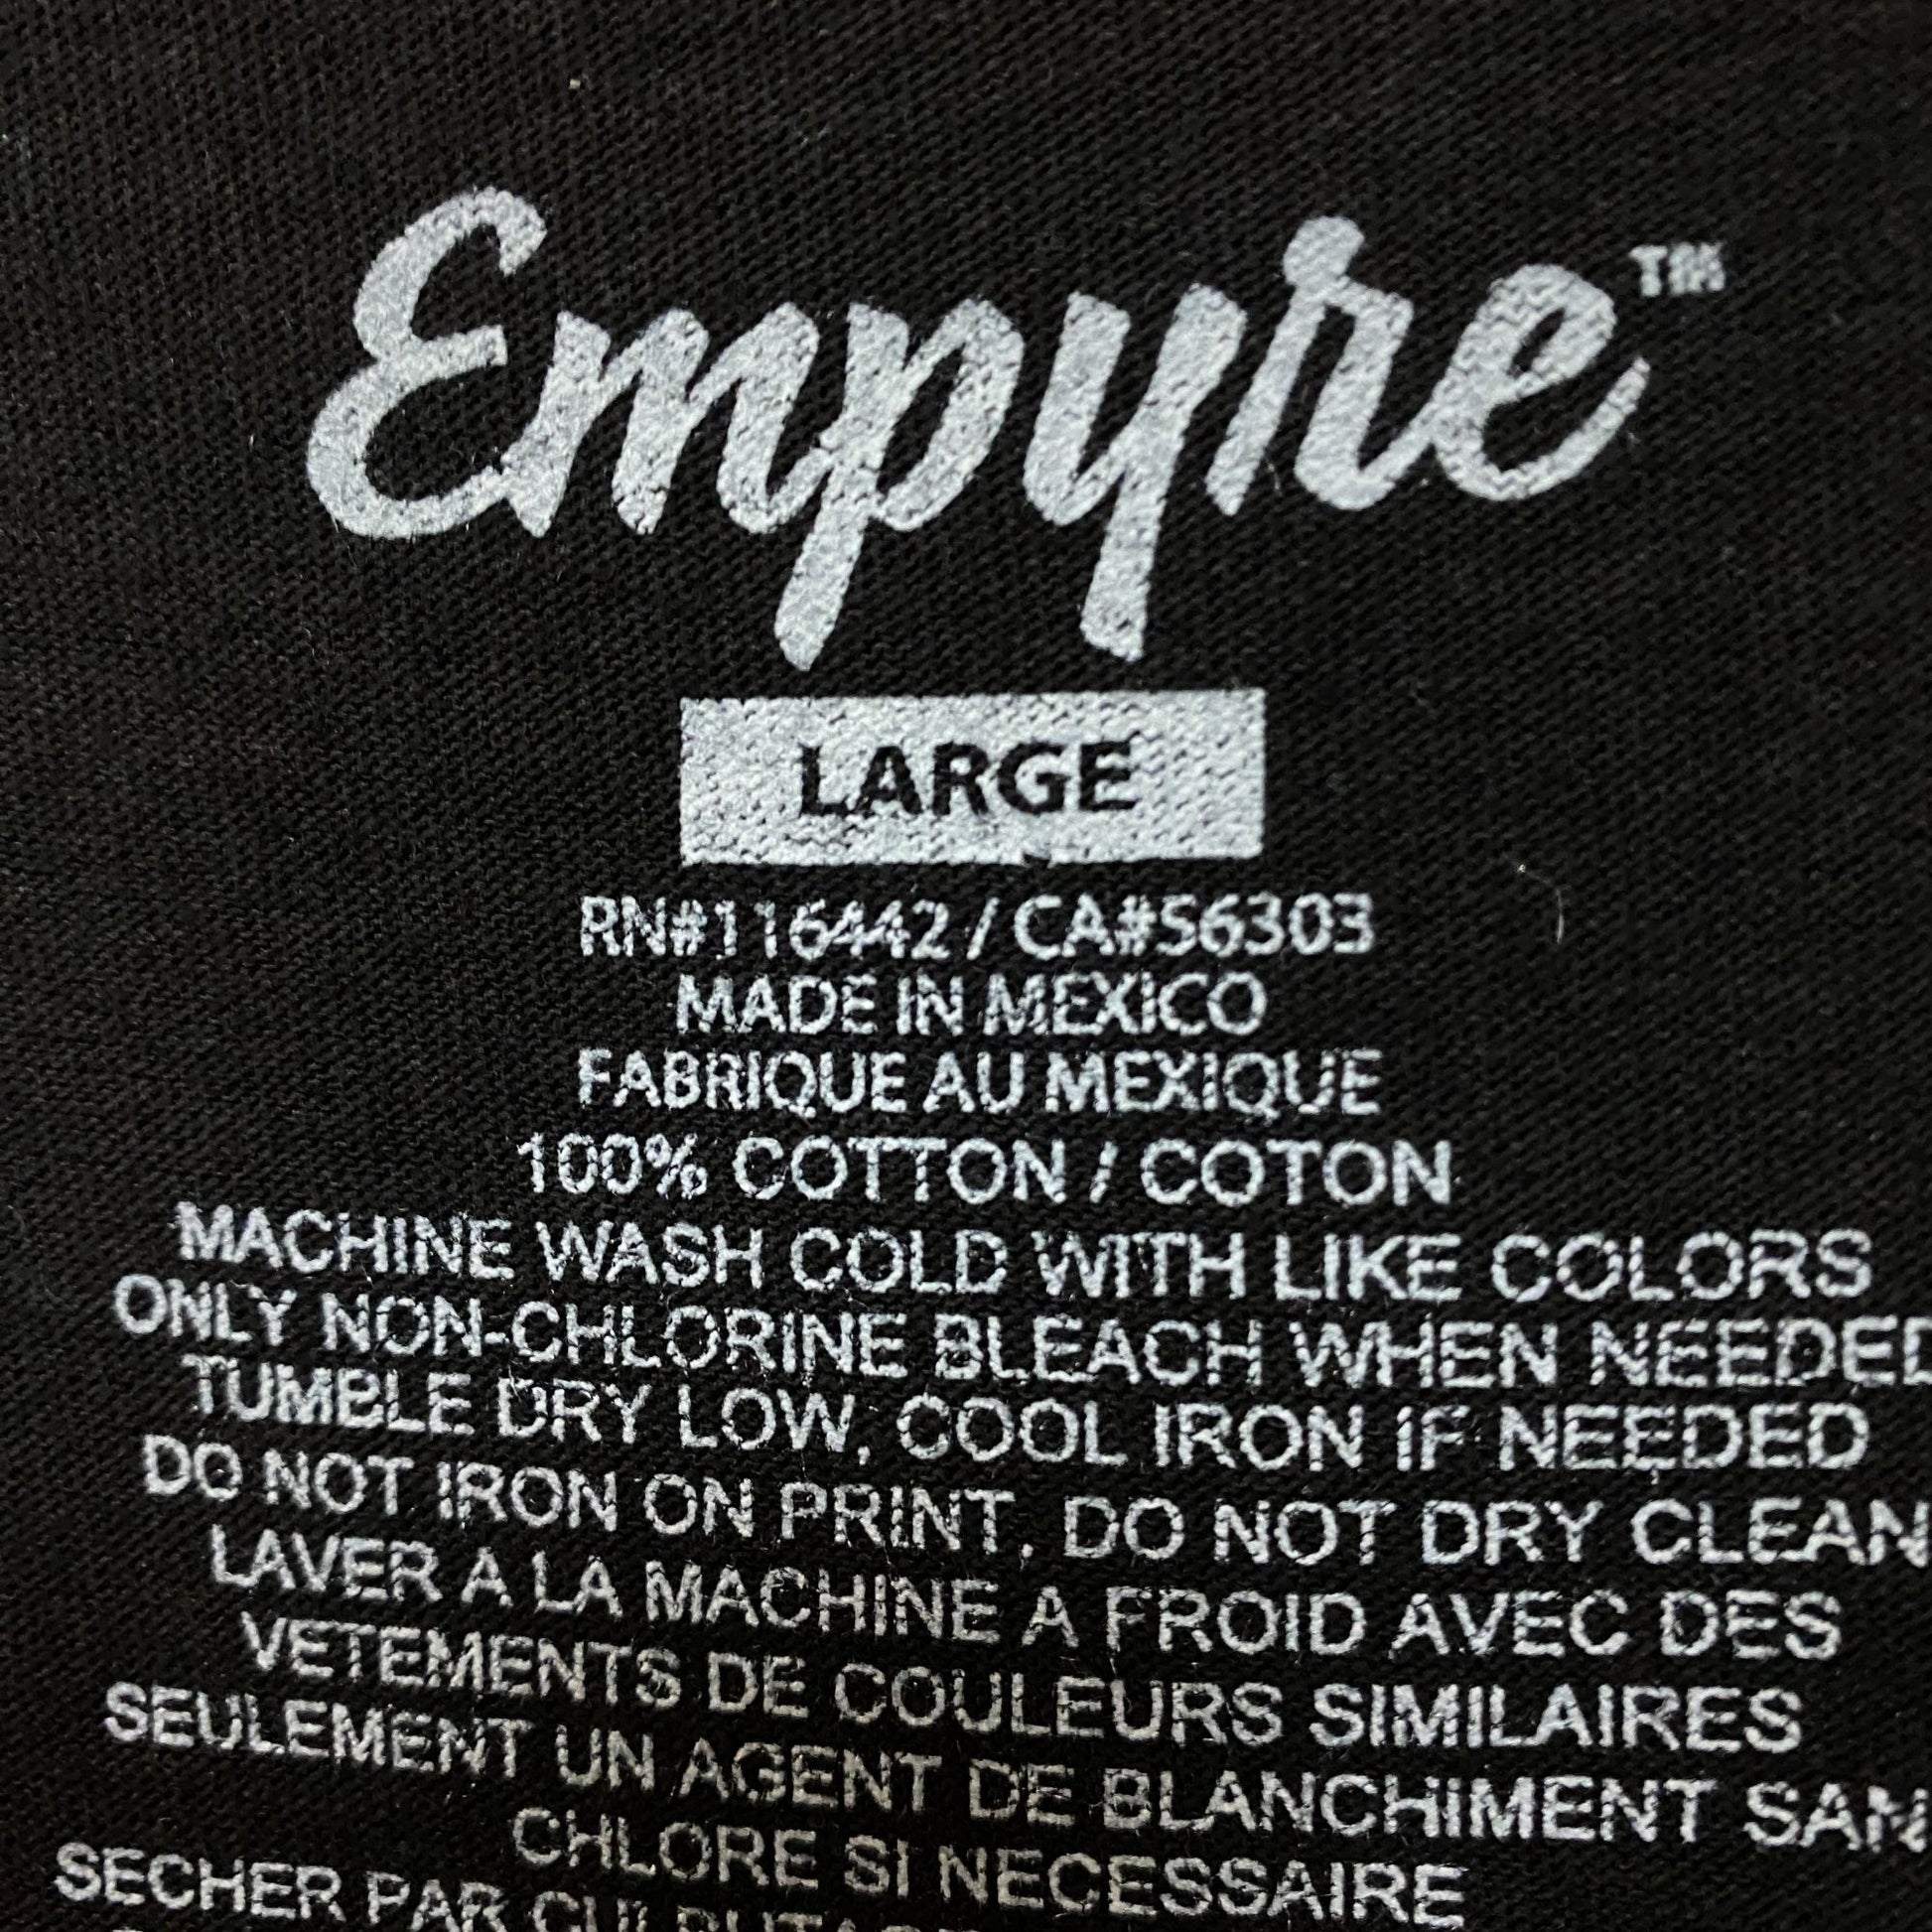 Empyre™
LARGE
RN#116442 / CA#56303
MADE IN MEXICO
FABRIQUE AU MEXIQUE
100% COTTON / COTON
MACHINE WASH COLD WITH LIKE COLORS
ONLY NON-CHLORINE BLEACH WHEN NEEDED
TUMBLE DRY LOW, COOL IRON IF NEEDED
DO NOT IRON ON PRINT, DO NOT DRY CLEAN
LAVER A LA MACHINE A FROID AVEC DES
VETEMENTS DE COULEURS SIMILAIRES
SEULEMENT UN AGENT DE BLANCHIMENT SAN
CHLORE SI NECESSAIRE
SECHER PAR